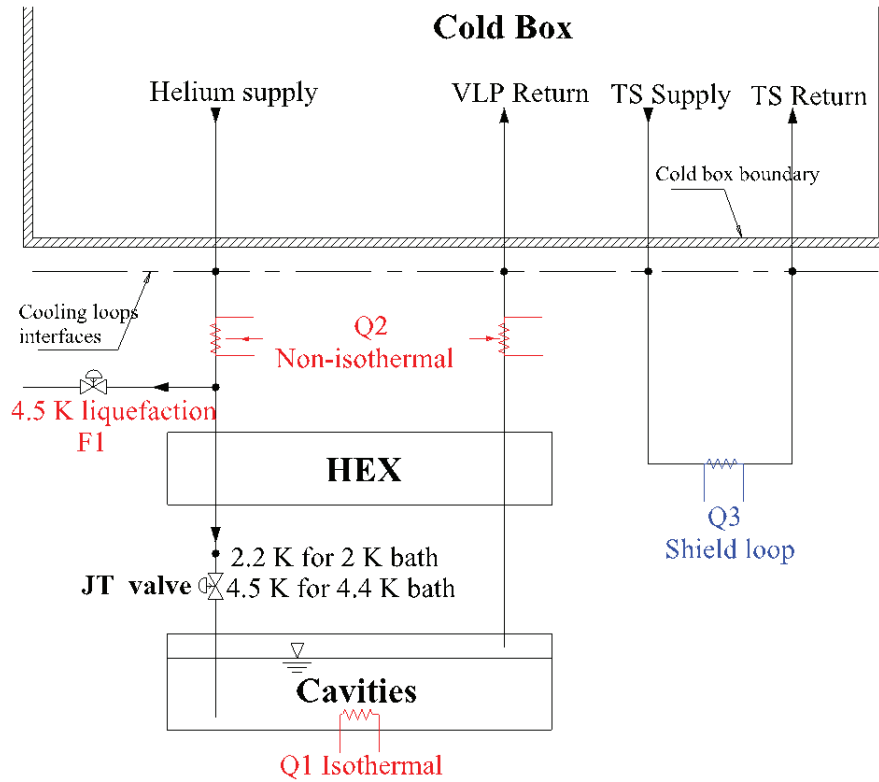 Cold Box
Helium supply
VLP Return
TS Supply
TS Return
Cold box boundary
Cooling loops
interfaces
Q2
Non-isothermal
4.5 K liquefaction
F1
HEX
Q3
Shield loop
2.2 K for 2 K bath
JT valve
4.5 K for 4.4 K bath
Cavities
Q1 Isothermal